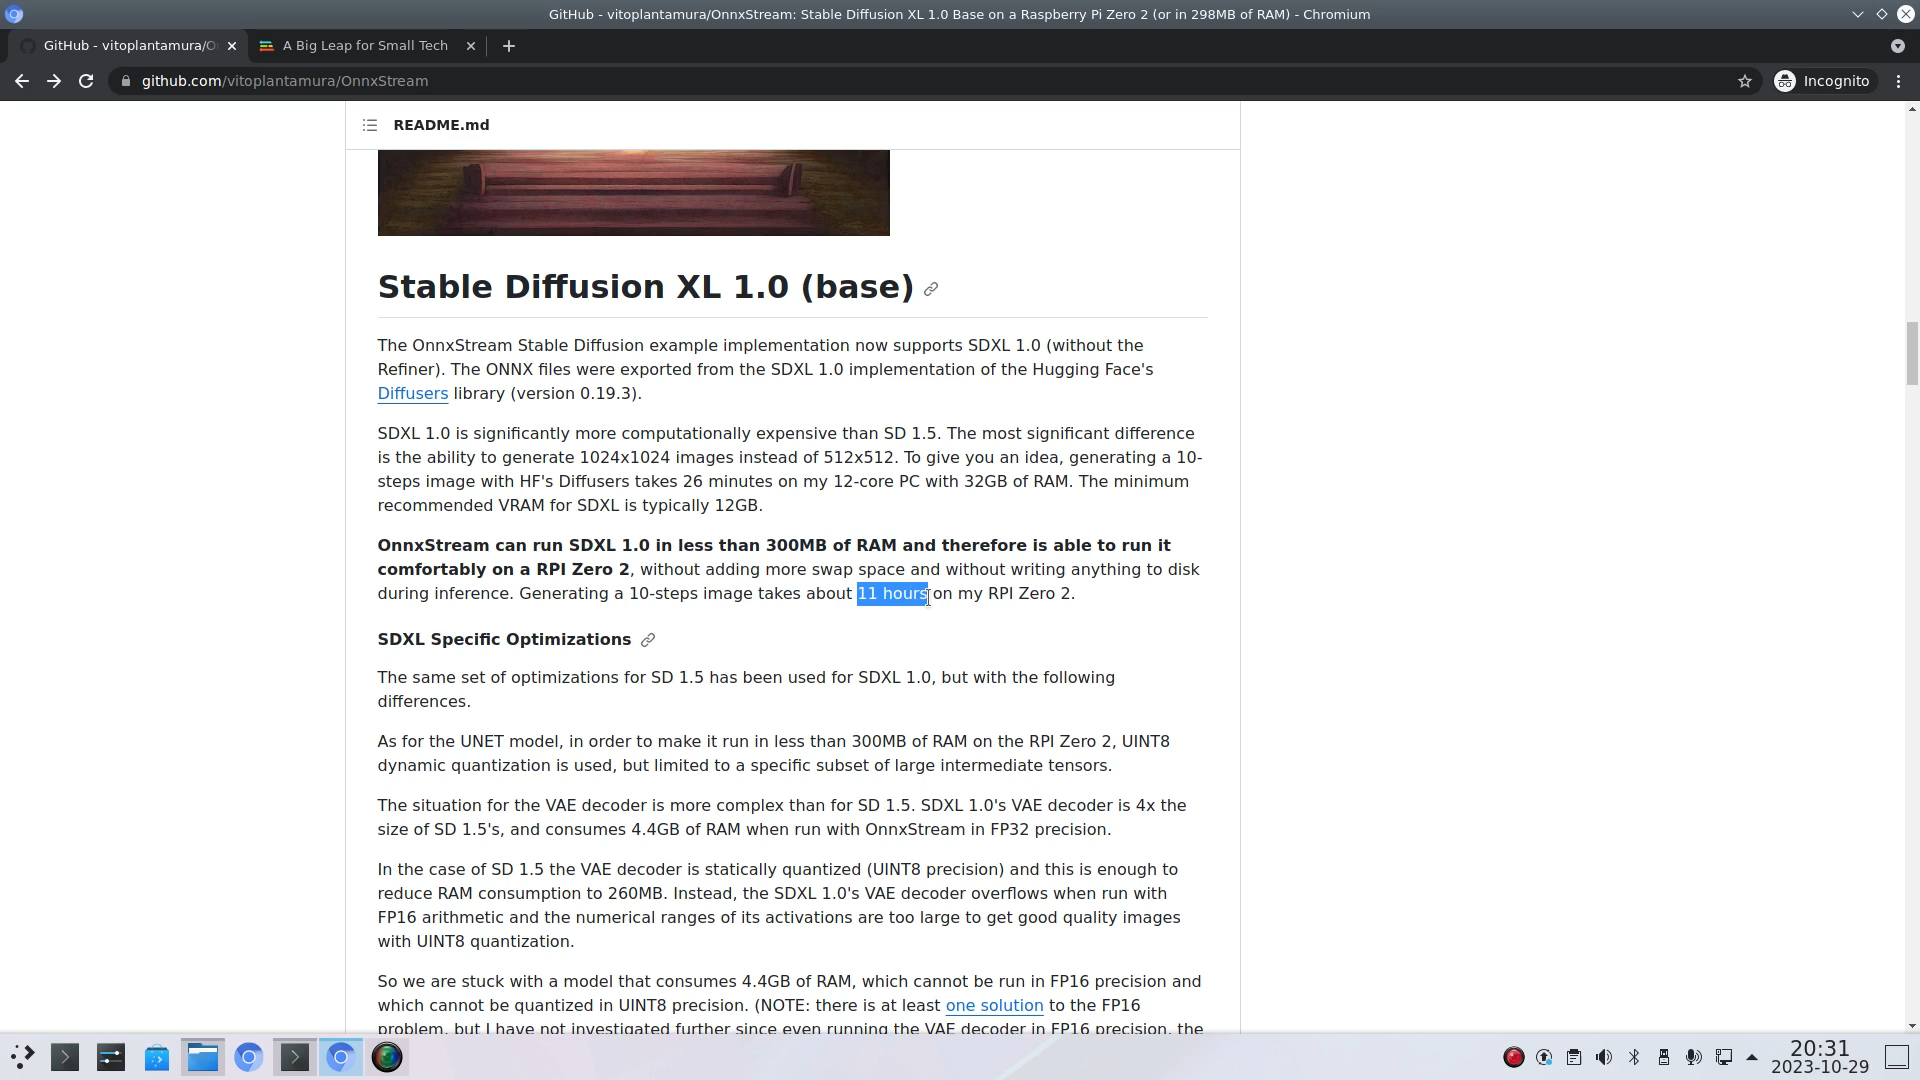 GitHub - vitoplantamura/OnnxStream: Stable Diffusion XL 1.0 Base on a Raspberry Pi Zero 2 (or in 298MB of RAM) - Chromium
GitHub - vitoplantamura/O
A Big Leap for Small Tech
github.com/vitoplantamura/OnnxStream
Incognito
README.md
Stable Diffusion XL 1.0 (base)
The OnnxStream Stable Diffusion example implementation now supports SDXL 1.0 (without the
Refiner). The ONNX files were exported from the SDXL 1.0 implementation of the Hugging Face's
Diffusers library (version 0.19.3).
SDXL 1.0 is significantly more computationally expensive than SD 1.5. The most significant difference
is the ability to generate 1024x1024 images instead of 512x512. To give you an idea, generating a 10-
steps image with HF's Diffusers takes 26 minutes on my 12-core PC with 32GB of RAM. The minimum
recommended VRAM for SDXL is typically 12GB.
OnnxStream can run SDXL 1.0 in less than 300MB of RAM and therefore is able to run it
comfortably on a RPI Zero 2, without adding more swap space and without writing anything to disk
during inference. Generating a 10-steps image takes about 11 hours on my RPI Zero 2.
SDXL Specific Optimizations
The same set of optimizations for SD 1.5 has been used for SDXL 1.0, but with the following
differences.
As for the UNET model, in order to make it run in less than 300MB of RAM on the RPI Zero 2, UINT8
dynamic quantization is used, but limited to a specific subset of large intermediate tensors.
The situation for the VAE decoder is more complex than for SD 1.5. SDXL 1.0's VAE decoder is 4x the
size of SD 1.5's, and consumes 4.4GB of RAM when run with OnnxStream in FP32 precision.
In the case of SD 1.5 the VAE decoder is statically quantized (UINT8 precision) and this is enough to
reduce RAM consumption to 260MB. Instead, the SDXL 1.0's VAE decoder overflows when run with
FP16 arithmetic and the numerical ranges of its activations are too large to get good quality images
with UINT8 quantization.
So we are stuck with a model that consumes 4.4GB of RAM, which cannot be run in FP16 precision and
which cannot be quantized in UINT8 precision. (NOTE: there is at least one solution to the FP16
problem, but I have not investigated further since even running the VAE decoder in FP16 precision, the
20:31
2023-10-29